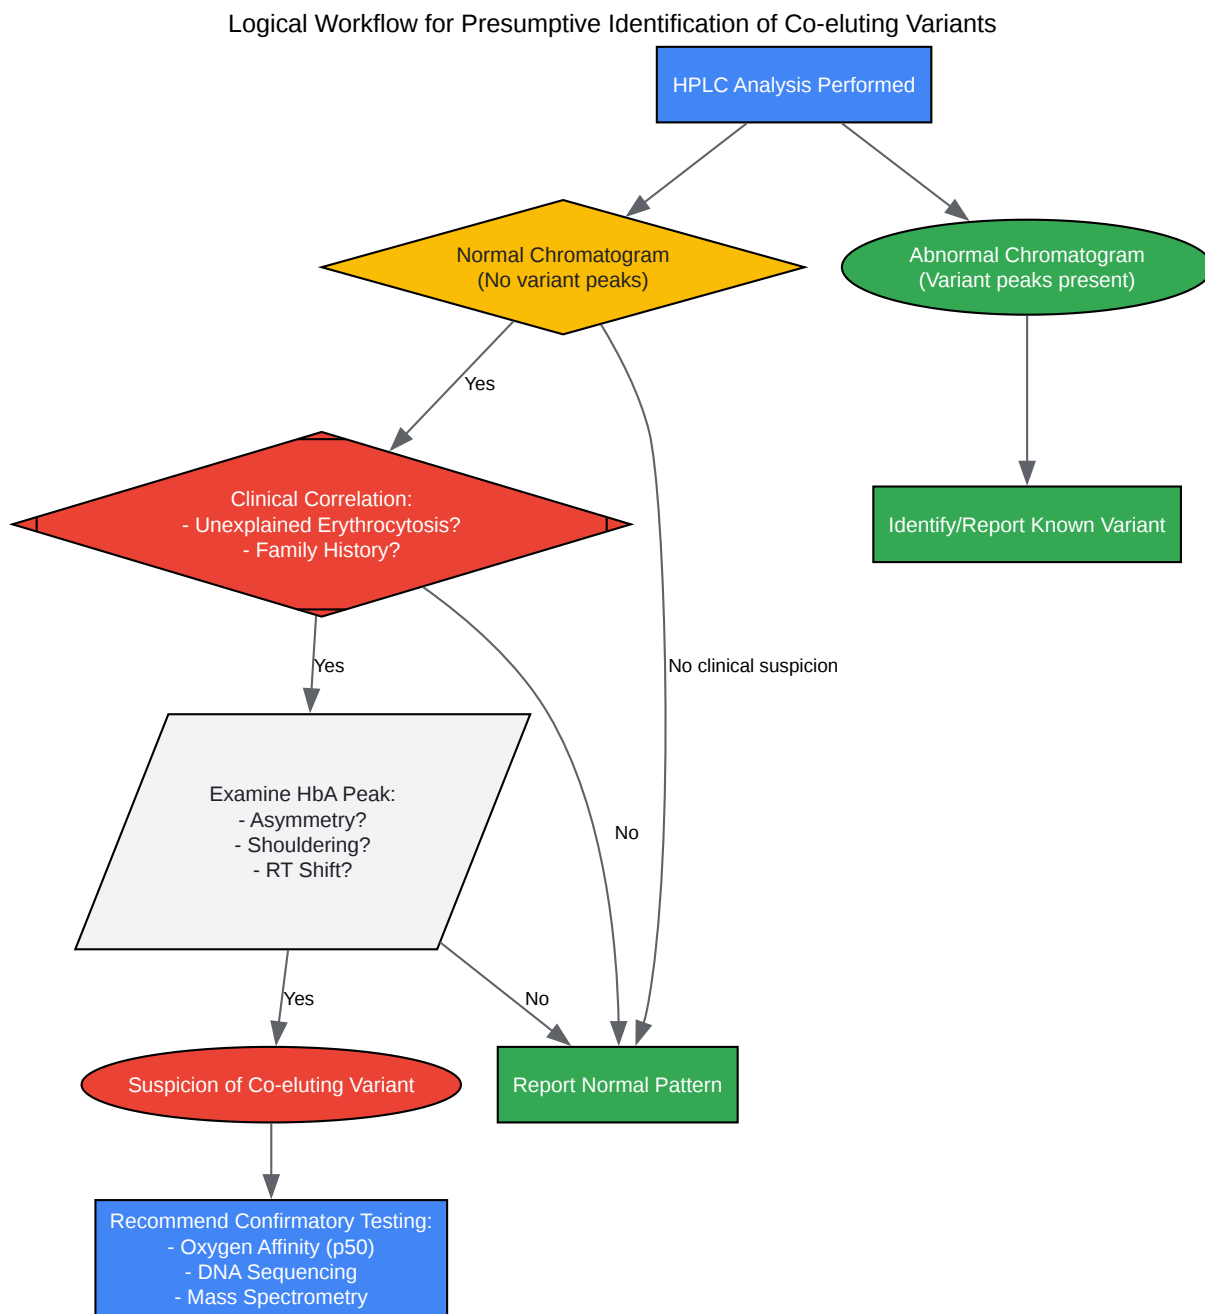 Logical Workflow for Presumptive Identification of Co-eluting Variants
HPLC Analysis Performed
Normal Chromatogram
(No variant peaks)
Abnormal Chromatogram
(Variant peaks present)
Yes
Clinical Correlation:
- Unexplained Erythrocytosis?
- Family History?
Identify/Report Known Variant
Yes
No clinical suspicion
Examine HbA Peak:
- Asymmetry?
- Shouldering?
- RT Shift?
No
Yes
No
Suspicion of Co-eluting Variant
Report Normal Pattern
Recommend Confirmatory Testing:
- Oxygen Affinity (p50)
- DNA Sequencing
- Mass Spectrometry